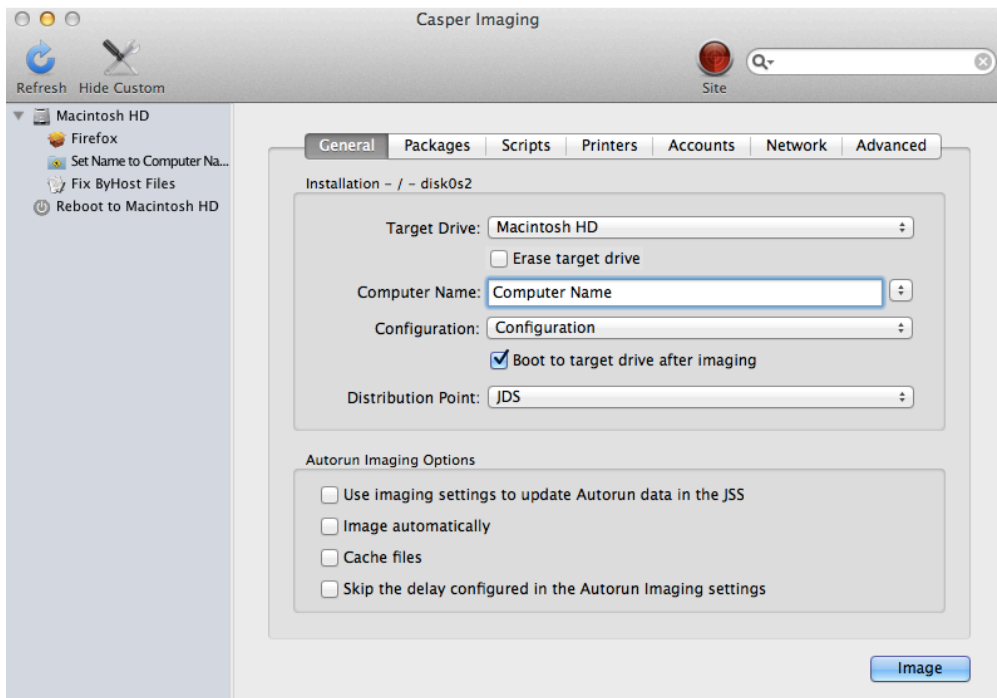 Casper Imaging
Refresh Hide Custom
Site
Macintosh HD
Firefox
Set Name to Computer Na...
Fix ByHost Files
Reboot to Macintosh HD
General Packages Scripts Printers Accounts Network Advanced
Installation - / - disk0s2
Target Drive: Macintosh HD
Erase target drive
Computer Name: Computer Name
Configuration: Configuration
Boot to target drive after imaging
Distribution Point: JDS
Autorun Imaging Options
Use imaging settings to update Autorun data in the JSS
Image automatically
Cache files
Skip the delay configured in the Autorun Imaging settings
Image